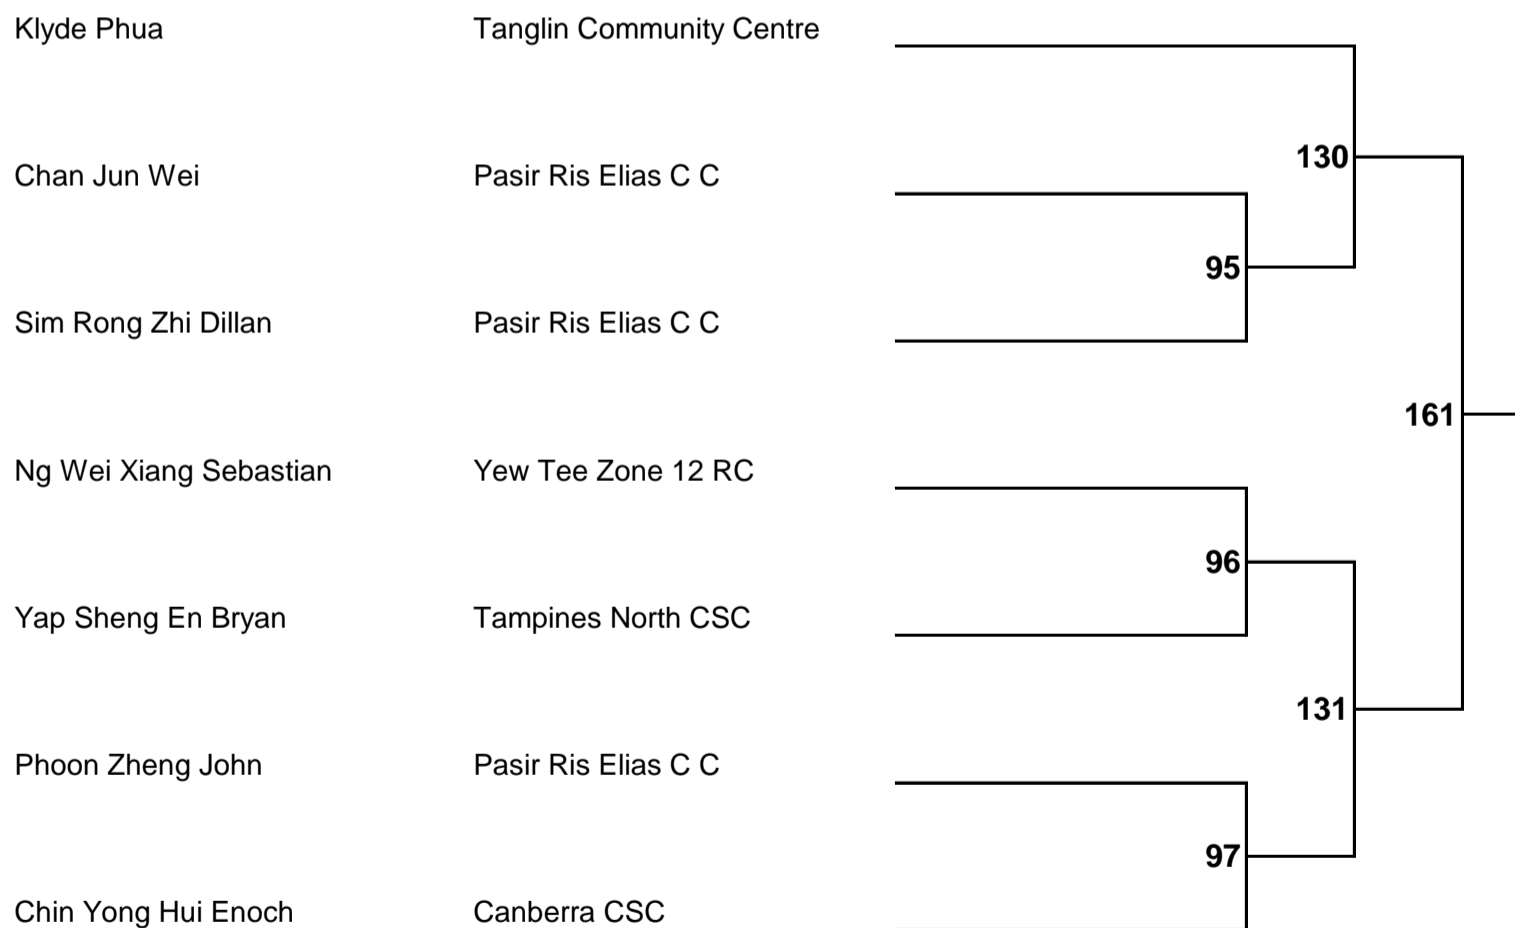 Klyde Phua Tanglin Community Centre
130
Chan Jun Wei Pasir Ris Elias C C
95
Sim Rong Zhi Dillan Pasir Ris Elias C C
161
Ng Wei Xiang Sebastian Yew Tee Zone 12 RC
96
Yap Sheng En Bryan Tampines North CSC
131
Phoon Zheng John Pasir Ris Elias C C
97
Chin Yong Hui Enoch Canberra CSC